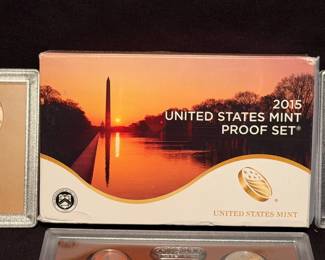 2015
UNITED STATES MINT
PROOF SET®
UNITED STATES MINT